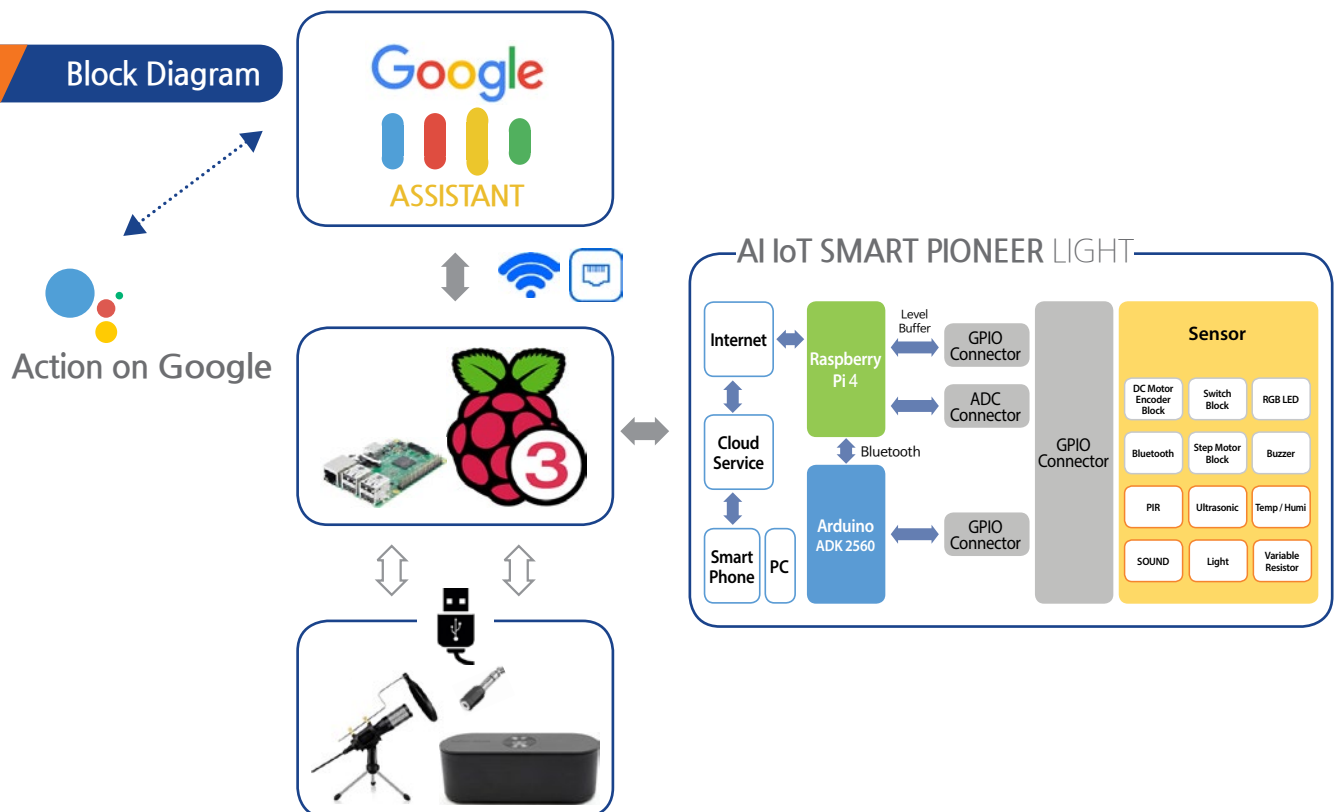 Block Diagram
Google
ASSISTANT
Action on Google
3
AI IoT SMART PIONEER LIGHT
Internet
Cloud
Service
Smart
Phone
PC
Raspberry
Pi 4
Bluetooth
Arduino
ADK 2560
Level
Buffer
GPIO
Connector
ADC
Connector
GPIO
Connector
GPIO
Connector
Sensor
DC Motor
Encoder
Block
Switch
Block
RGB LED
Bluetooth
Step Motor
Block
Buzzer
PIR
Ultrasonic
Temp / Humi
SOUND
Light
Variable
Resistor